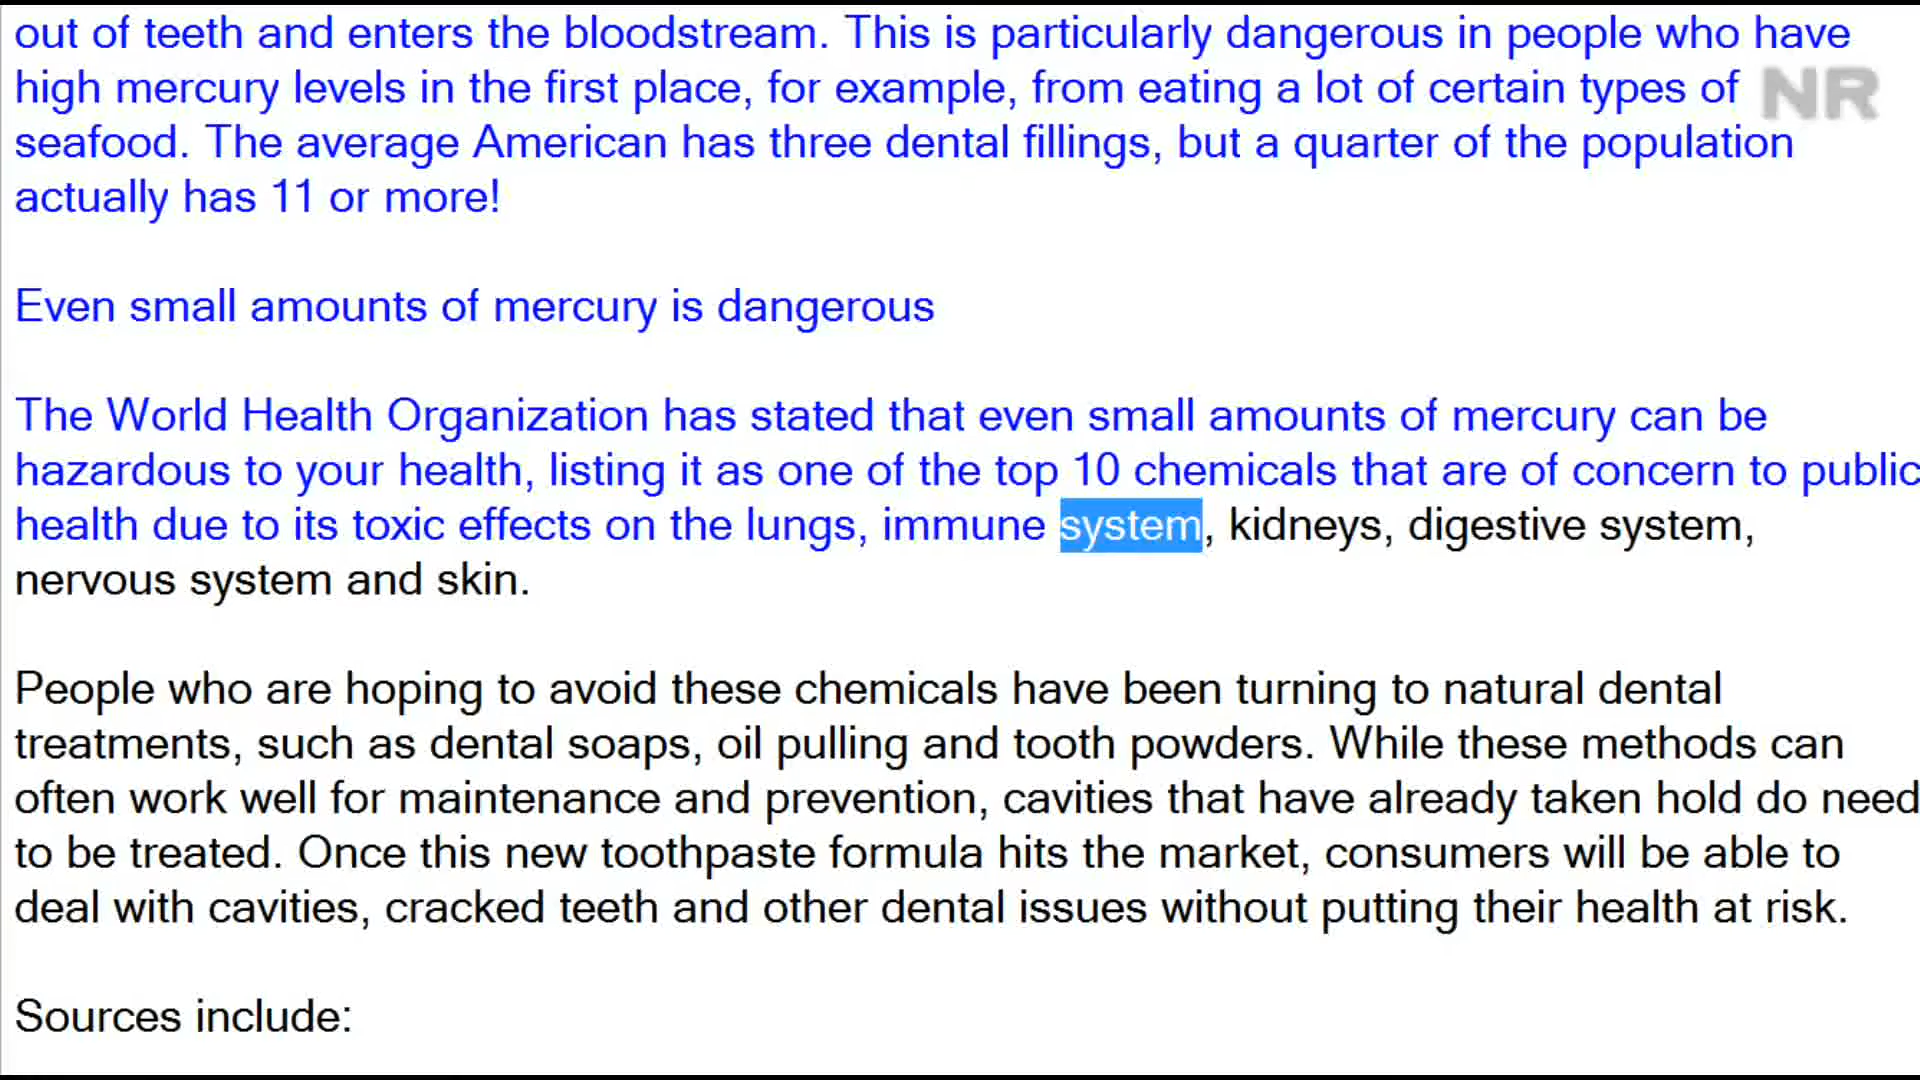 out of teeth and enters the bloodstream. This is particularly dangerous in people who have
high mercury levels in the first place, for example, from eating a lot of certain types of
NR
seafood. The average American has three dental fillings, but a quarter of the population
actually has 11 or more!
Even small amounts of mercury is dangerous
The World Health Organization has stated that even small amounts of mercury can be
hazardous to your health, listing it as one of the top 10 chemicals that are of concern to public
health due to its toxic effects on the lungs, immune system, kidneys, digestive system,
nervous system and skin.
People who are hoping to avoid these chemicals have been turning to natural dental
treatments, such as dental soaps, oil pulling and tooth powders. While these methods can
often work well for maintenance and prevention, cavities that have already taken hold do need
to be treated. Once this new toothpaste formula hits the market, consumers will be able to
deal with cavities, cracked teeth and other dental issues without putting their health at risk.
Sources include: